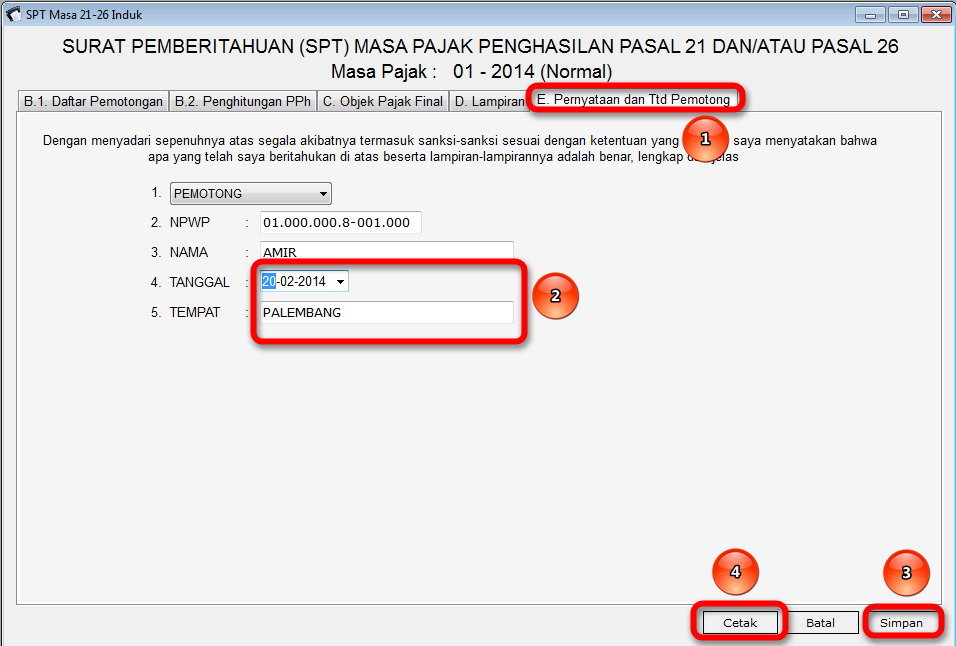 SPT Masa 21-26 Induk
SURAT PEMBERITAHUAN (SPT) MASA PAJAK PENGHASILAN PASAL 21 DAN/ATAU PASAL 26
Masa Pajak : 01 - 2014 (Normal)
B.1. Daftar Pemotongan B.2. Penghitungan PPh C. Objek Pajak Final D. Lampiran E. Pernyataan dan Ttd Pemotong
1
Dengan menyadari sepenuhnya atas segala akibatnya termasuk sanksi-sanksi sesuai dengan ketentuan yang saya menyatakan bahwa
apa yang telah saya beritahukan di atas beserta lampiran-lampirannya adalah benar, lengkap
1. PEMOTONG
2. NPWP : 01.000.000.8-001.000
3. NAMA : AMIR
4. TANGGAL : 20-02-2014
5. TEMPAT : PALEMBANG
2
4 3
Cetak Batal Simpan